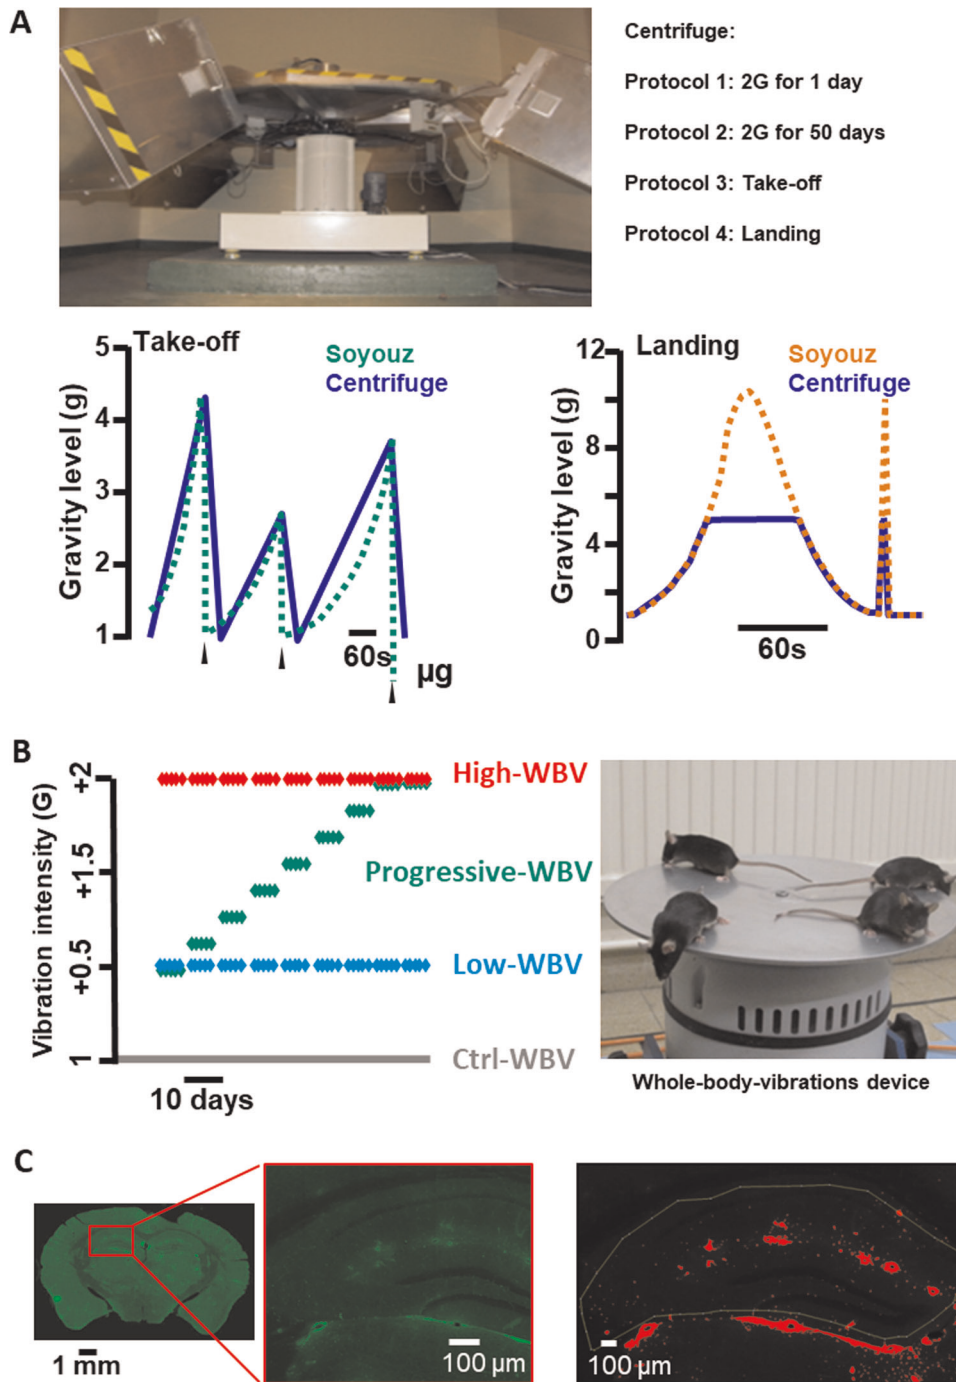 A
Centrifuge:
Protocol 1: 2G for 1 day
Protocol 2: 2G for 50 days
Protocol 3: Take-off
Protocol 4: Landing
Take-off
Soyouz
Centrifuge
Gravity level (g)
5
4
3
2
1
60s
µg
Landing
Soyouz
Centrifuge
Gravity level (g)
12
8
4
0
60s
B
Vibration intensity (G)
+2
+1.5
+0.5
1
High-WBV
Progressive-WBV
Low-WBV
Ctrl-WBV
10 days
Whole-body-vibrations device
C
1 mm
100 µm
100 µm